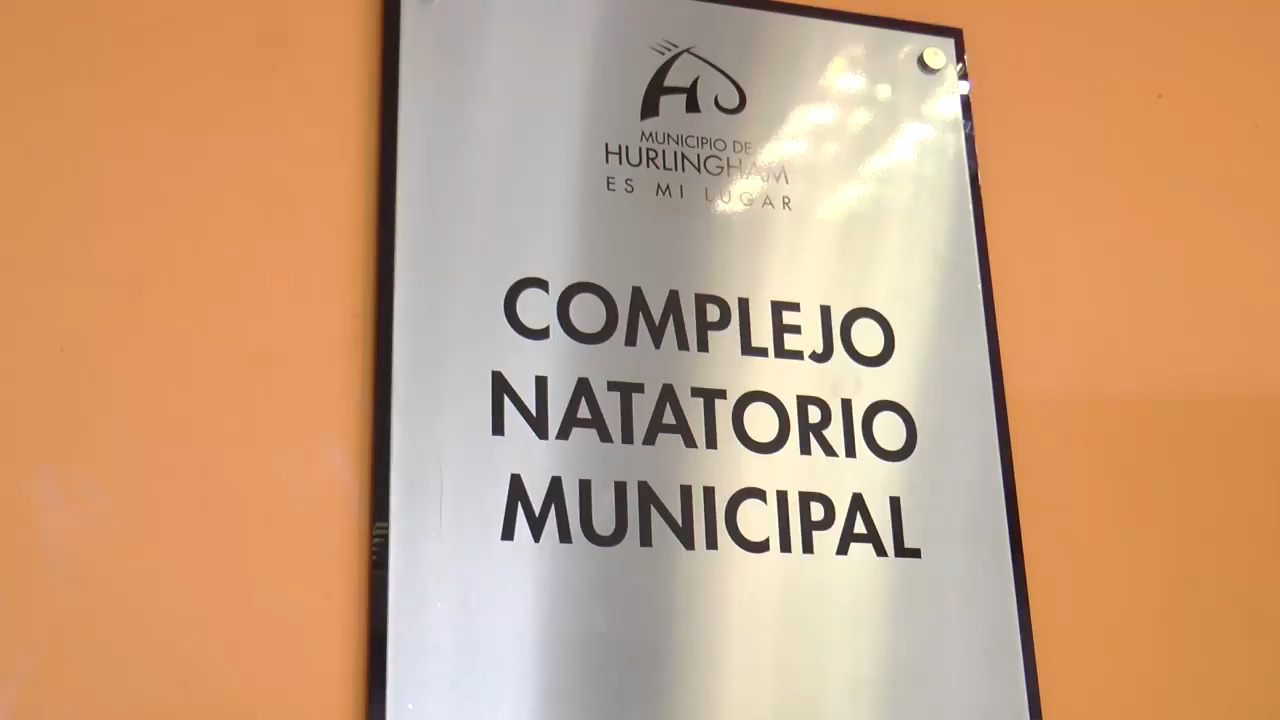 MUNICIPIO DE
HURLINGHAM
ES MI LUGAR
COMPLEJO
NATATORIO
MUNICIPAL